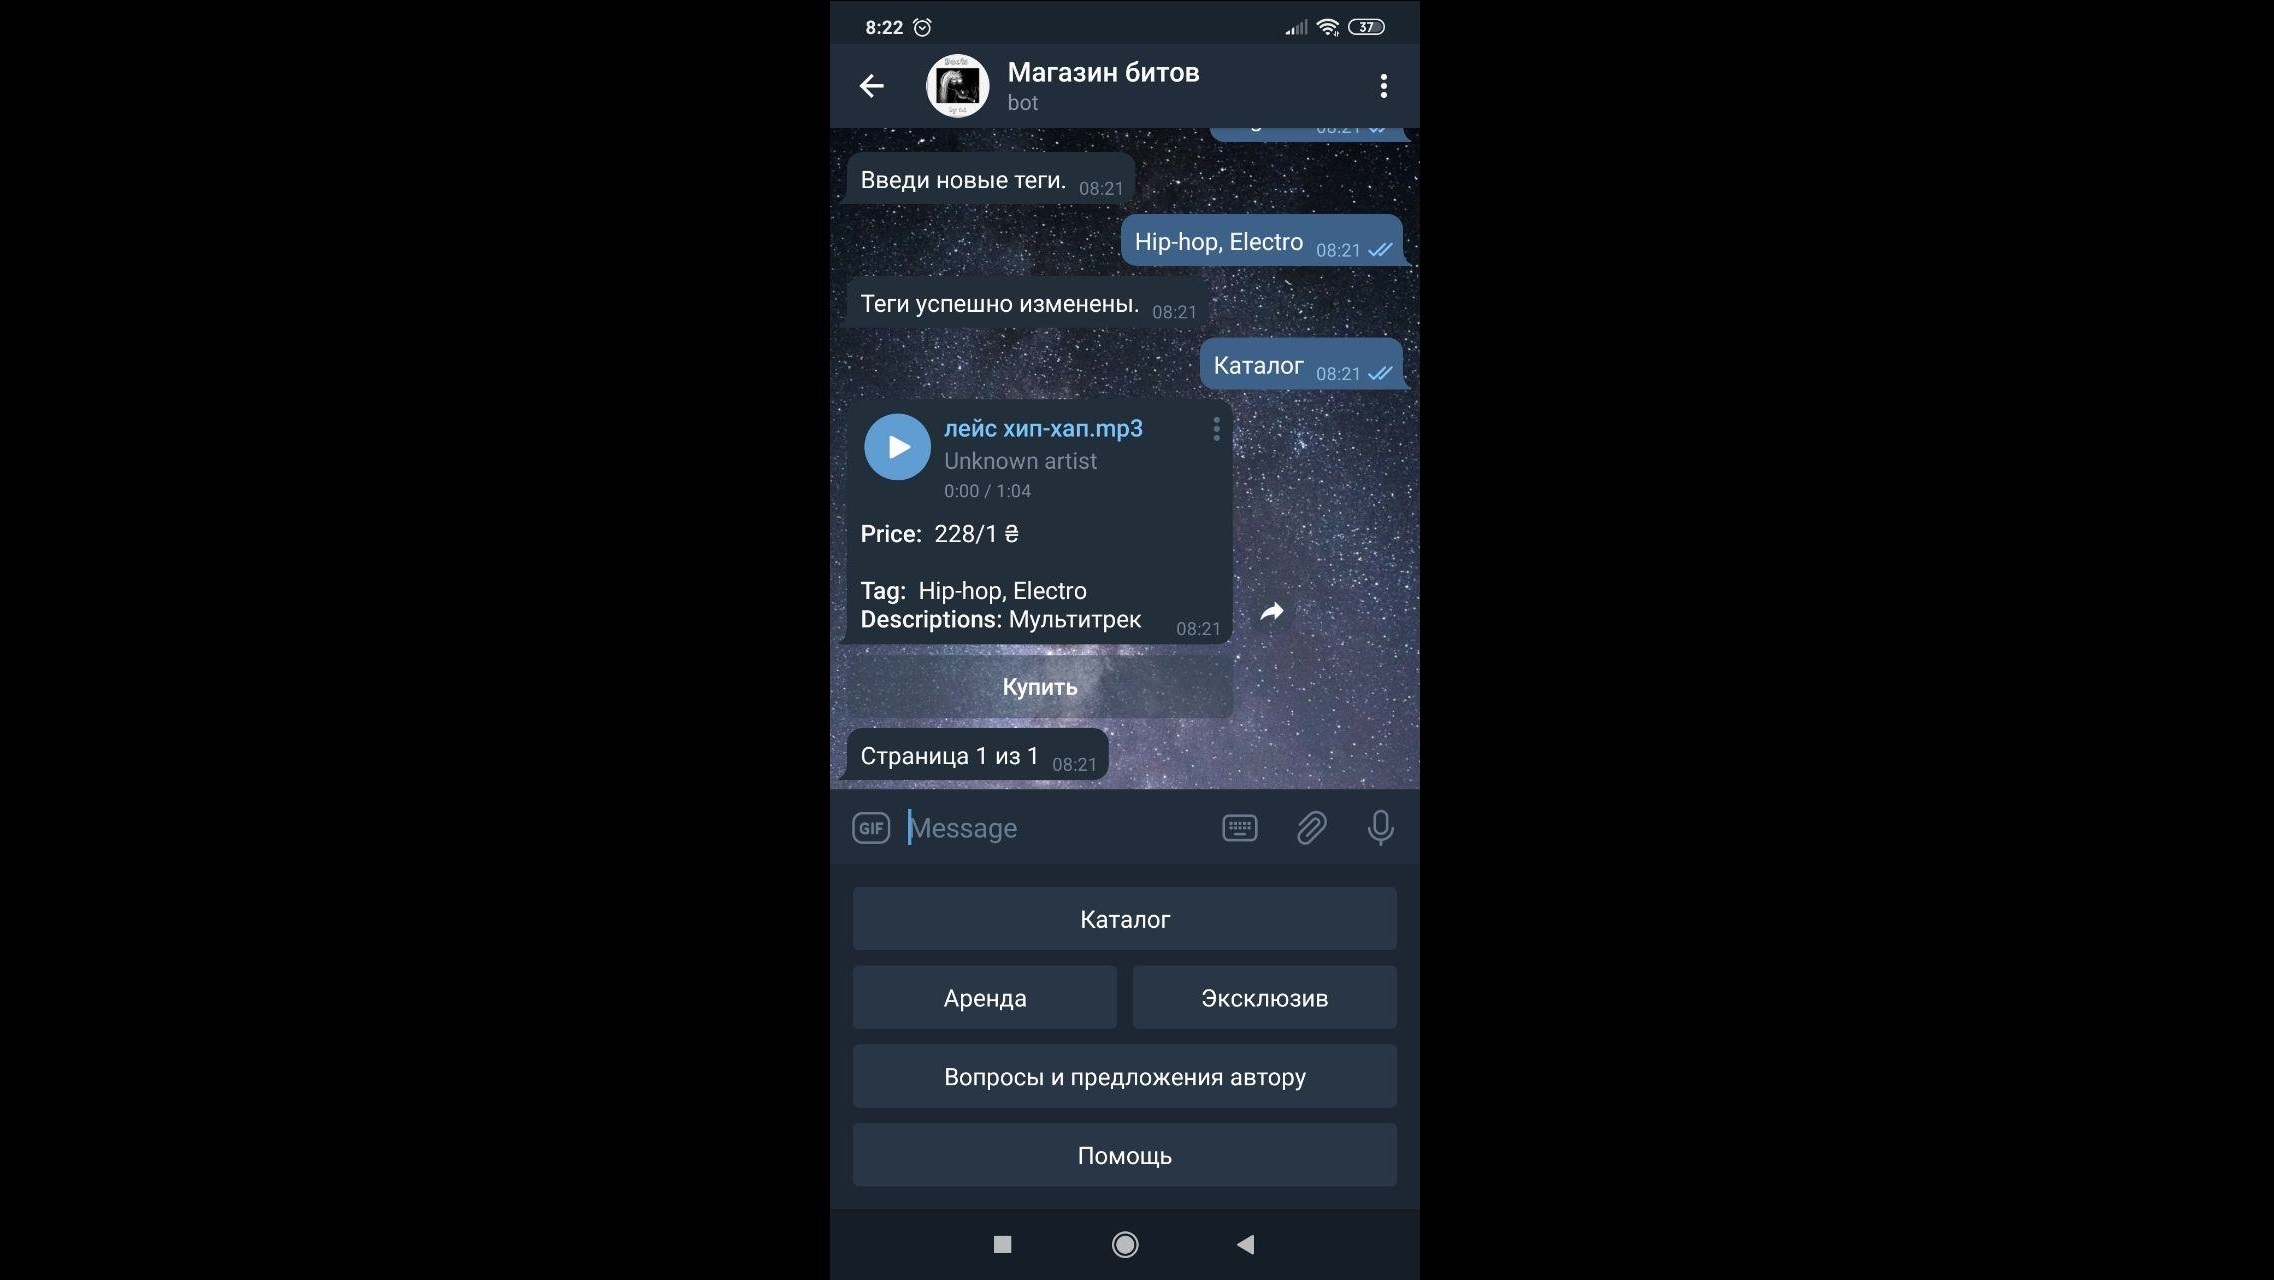 8:22
37
Магазин битов
bot
08:21
Введи новые теги. 08:21
Hip-hop, Electro 08:21
Теги успешно изменены. 08:21
Каталог 08:21
лейс хип-хап.mp3
Unknown artist
0:00 / 1:04
Price: 228/1 ₴
Tag: Hip-hop, Electro
Descriptions: Мультитрек 08:21
Купить
Страница 1 из 1 08:21
GIF Message
Каталог
Аренда Эксклюзив
Вопросы и предложения автору
Помощь